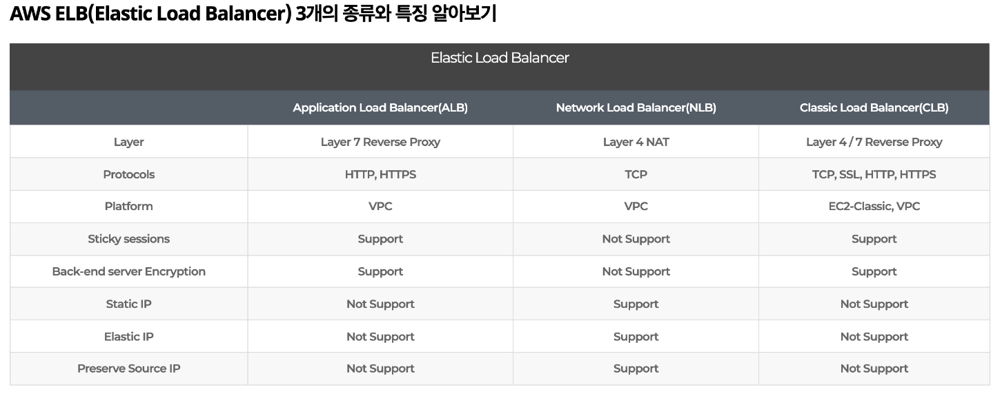 AWS ELB(Elastic Load Balancer) 3개의 종류와 특징 알아보기
Elastic Load Balancer
Application Load Balancer(ALB) Network Load Balancer(NLB) Classic Load Balancer(CLB)
Layer Layer 7 Reverse Proxy Layer 4 NAT Layer 4 / 7 Reverse Proxy
Protocols HTTP, HTTPS TCP TCP, SSL, HTTP, HTTPS
Platform VPC VPC EC2-Classic, VPC
Sticky sessions Support Not Support Support
Back-end server Encryption Support Not Support Support
Static IP Not Support Support Not Support
Elastic IP Not Support Support Not Support
Preserve Source IP Not Support Support Not Support